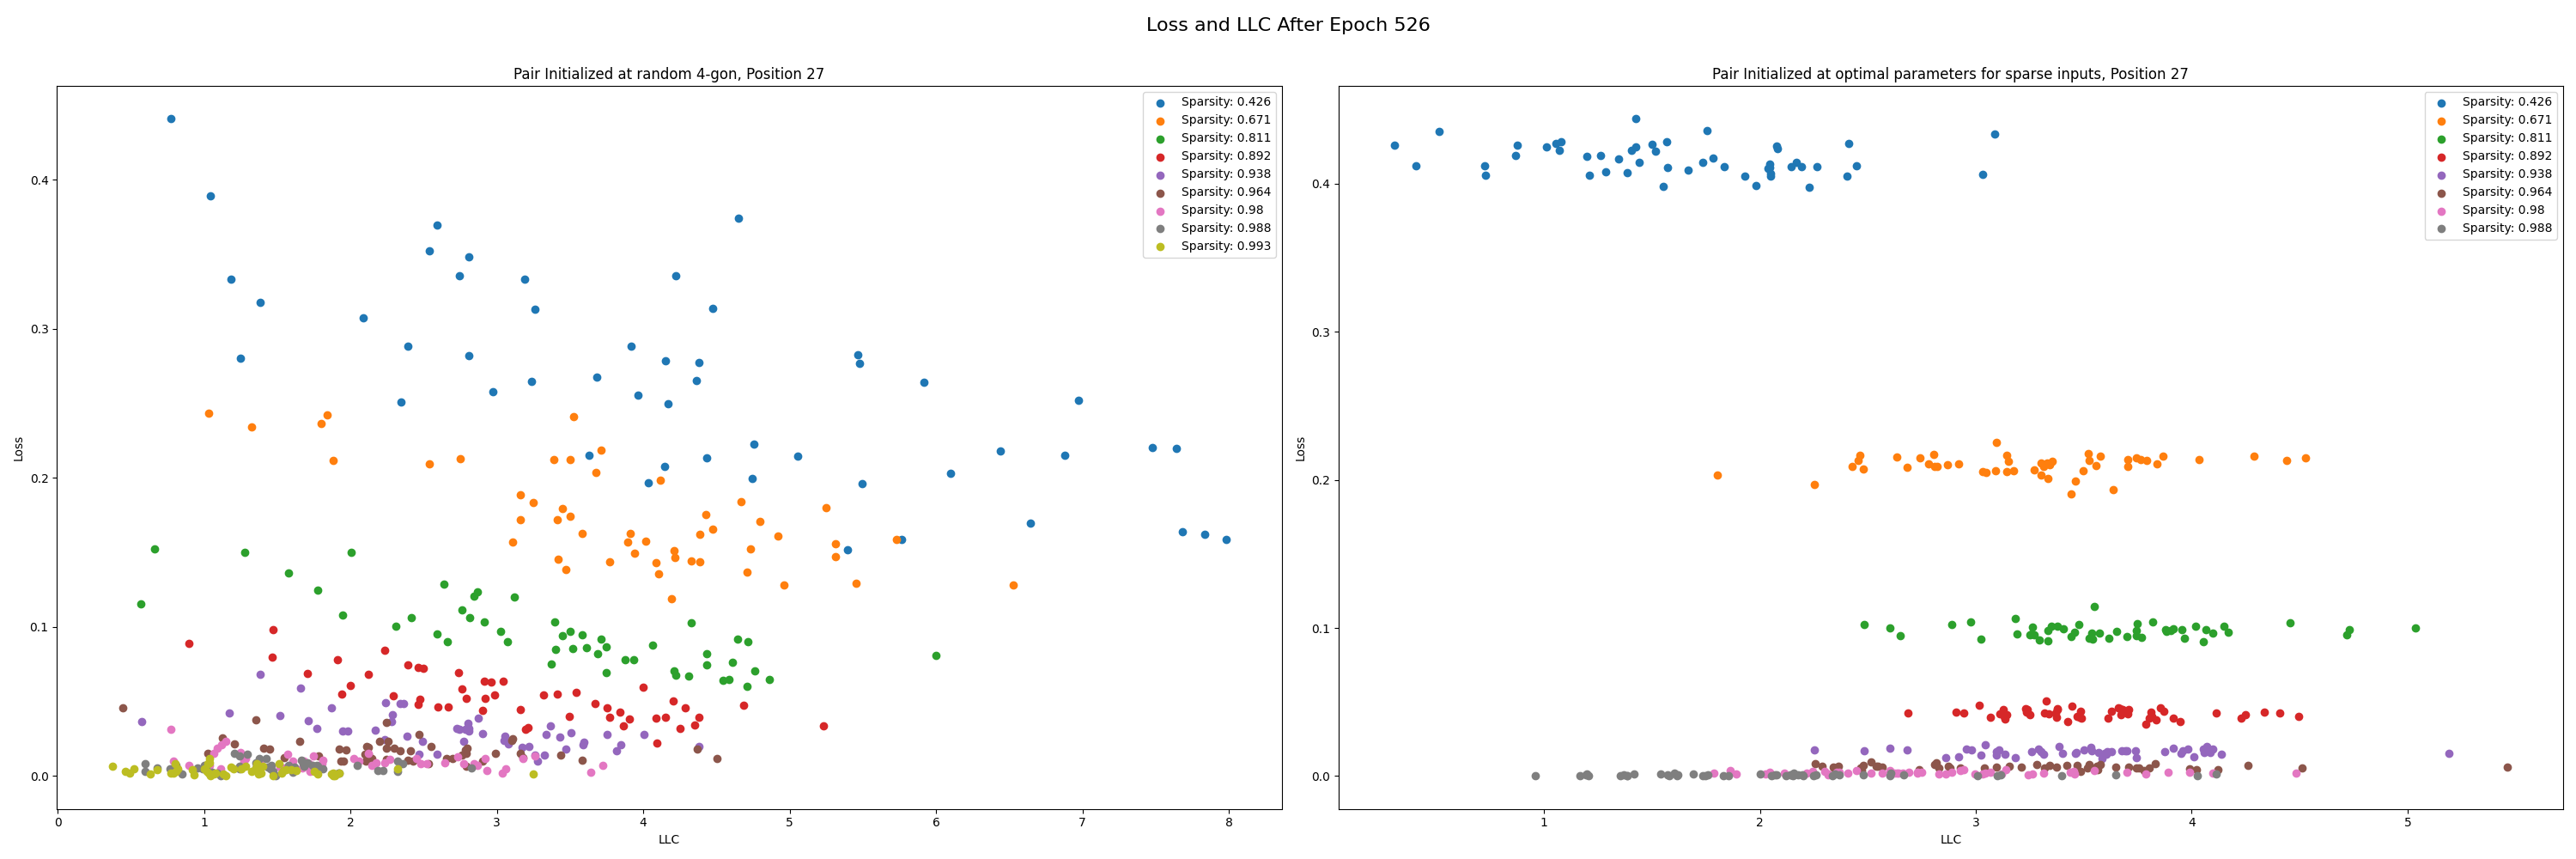 Loss and LLC After Epoch 526
Pair Initialized at random 4-gon, Position 27
Sparsity: 0.426
Sparsity: 0.671
Sparsity: 0.811
Sparsity: 0.892
Sparsity: 0.938
Sparsity: 0.964
Sparsity: 0.98
Sparsity: 0.988
Sparsity: 0.993
0.4
0.3
0.2
0.1
0.0
Loss
0 1 2 3 4 5 6 7 8
LLC
Pair Initialized at optimal parameters for sparse inputs, Position 27
Sparsity: 0.426
Sparsity: 0.671
Sparsity: 0.811
Sparsity: 0.892
Sparsity: 0.938
Sparsity: 0.964
Sparsity: 0.98
Sparsity: 0.988
0.4
0.3
0.2
0.1
0.0
Loss
1 2 3 4 5
LLC